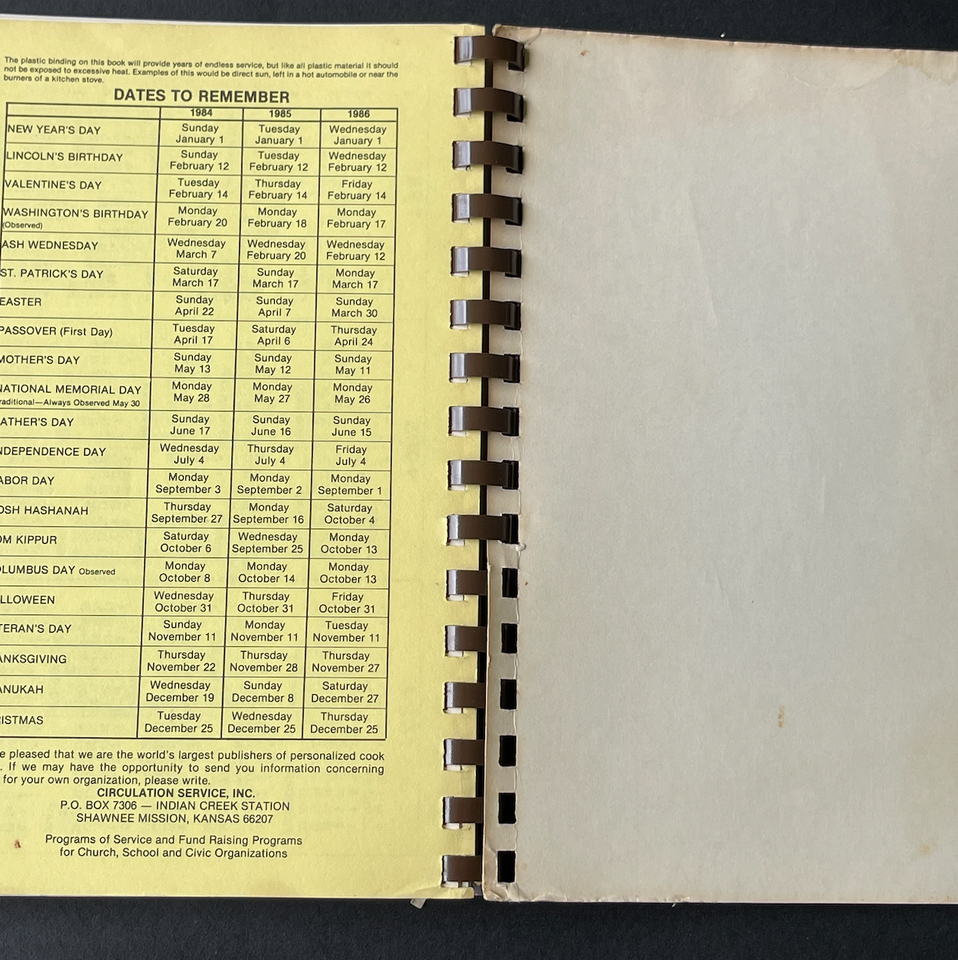 The plastic binding on this book will provide years of endless service, but like all plastic material it should
not be exposed to excessive heat. Examples of this would be direct sun, left in a hot automobile or near the
burners of a kitchen stove.
DATES TO REMEMBER
1984 1985 1986
NEW YEAR'S DAY Sunday January 1 Tuesday January 1 Wednesday January 1
LINCOLN'S BIRTHDAY Sunday February 12 Tuesday February 12 Wednesday February 12
VALENTINE'S DAY Tuesday February 14 Thursday February 14 Friday February 14
WASHINGTON'S BIRTHDAY (Observed) Monday February 20 Monday February 18 Monday February 17
ASH WEDNESDAY Wednesday March 7 Wednesday February 20 Wednesday February 12
ST. PATRICK'S DAY Saturday March 17 Sunday March 17 Monday March 17
EASTER Sunday April 22 Sunday April 7 Sunday March 30
PASSOVER (First Day) Tuesday April 17 Saturday April 6 Thursday April 24
MOTHER'S DAY Sunday May 13 Sunday May 12 Sunday May 11
NATIONAL MEMORIAL DAY raditional—Always Observed May 30 Monday May 28 Monday May 27 Monday May 26
ATHER'S DAY Sunday June 17 Sunday June 16 Sunday June 15
NDEPENDENCE DAY Wednesday July 4 Thursday July 4 Friday July 4
ABOR DAY Monday September 3 Monday September 2 Monday September 1
OSH HASHANAH Thursday September 27 Monday September 16 Saturday October 4
OM KIPPUR Saturday October 6 Wednesday September 25 Monday October 13
OLUMBUS DAY Observed Monday October 8 Monday October 14 Monday October 13
LLOWEEN Wednesday October 31 Thursday October 31 Friday October 31
TERAN'S DAY Sunday November 11 Monday November 11 Tuesday November 11
ANKSGIVING Thursday November 22 Thursday November 28 Thursday November 27
ANUKAH Wednesday December 19 Sunday December 8 Saturday December 27
ISTMAS Tuesday December 25 Wednesday December 25 Thursday December 25
e pleased that we are the world's largest publishers of personalized cook
. If we may have the opportunity to send you information concerning
for your own organization, please write.
CIRCULATION SERVICE, INC.
P.O. BOX 7306 — INDIAN CREEK STATION
SHAWNEE MISSION, KANSAS 66207
Programs of Service and Fund Raising Programs
for Church, School and Civic Organizations